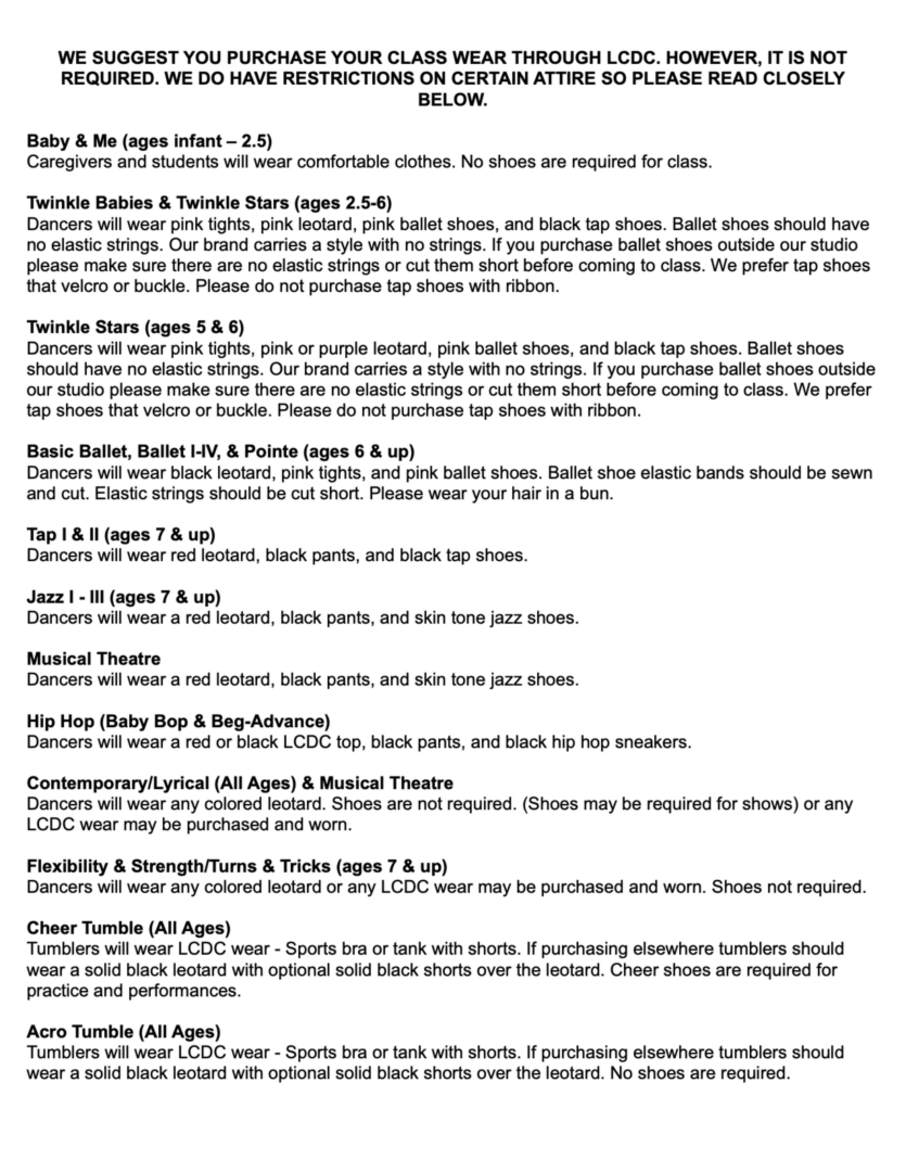 WE SUGGEST YOU PURCHASE YOUR CLASS WEAR THROUGH LCDC. HOWEVER, IT IS NOT
REQUIRED. WE DO HAVE RESTRICTIONS ON CERTAIN ATTIRE SO PLEASE READ CLOSELY
BELOW.
Baby & Me (ages infant – 2.5)
Caregivers and students will wear comfortable clothes. No shoes are required for class.
Twinkle Babies & Twinkle Stars (ages 2.5-6)
Dancers will wear pink tights, pink leotard, pink ballet shoes, and black tap shoes. Ballet shoes should have
no elastic strings. Our brand carries a style with no strings. If you purchase ballet shoes outside our studio
please make sure there are no elastic strings or cut them short before coming to class. We prefer tap shoes
that velcro or buckle. Please do not purchase tap shoes with ribbon.
Twinkle Stars (ages 5 & 6)
Dancers will wear pink tights, pink or purple leotard, pink ballet shoes, and black tap shoes. Ballet shoes
should have no elastic strings. Our brand carries a style with no strings. If you purchase ballet shoes outside
our studio please make sure there are no elastic strings or cut them short before coming to class. We prefer
tap shoes that velcro or buckle. Please do not purchase tap shoes with ribbon.
Basic Ballet, Ballet I-IV, & Pointe (ages 6 & up)
Dancers will wear black leotard, pink tights, and pink ballet shoes. Ballet shoe elastic bands should be sewn
and cut. Elastic strings should be cut short. Please wear your hair in a bun.
Tap I & II (ages 7 & up)
Dancers will wear red leotard, black pants, and black tap shoes.
Jazz I - III (ages 7 & up)
Dancers will wear a red leotard, black pants, and skin tone jazz shoes.
Musical Theatre
Dancers will wear a red leotard, black pants, and skin tone jazz shoes.
Hip Hop (Baby Bop & Beg-Advance)
Dancers will wear a red or black LCDC top, black pants, and black hip hop sneakers.
Contemporary/Lyrical (All Ages) & Musical Theatre
Dancers will wear any colored leotard. Shoes are not required. (Shoes may be required for shows) or any
LCDC wear may be purchased and worn.
Flexibility & Strength/Turns & Tricks (ages 7 & up)
Dancers will wear any colored leotard or any LCDC wear may be purchased and worn. Shoes not required.
Cheer Tumble (All Ages)
Tumblers will wear LCDC wear - Sports bra or tank with shorts. If purchasing elsewhere tumblers should
wear a solid black leotard with optional solid black shorts over the leotard. Cheer shoes are required for
practice and performances.
Acro Tumble (All Ages)
Tumblers will wear LCDC wear - Sports bra or tank with shorts. If purchasing elsewhere tumblers should
wear a solid black leotard with optional solid black shorts over the leotard. No shoes are required.